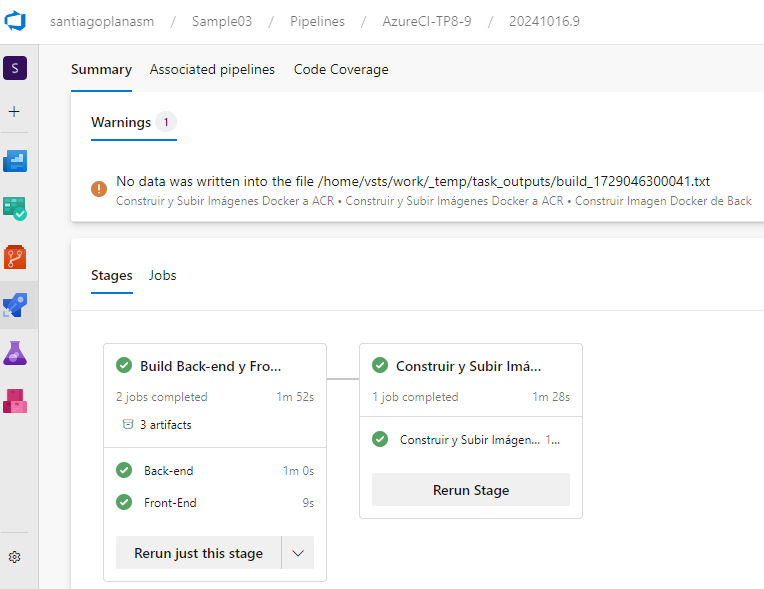 santiagoplanasm / Sample03 / Pipelines / AzureCI-TP8-9 / 20241016.9
S
Summary Associated pipelines Code Coverage
Warnings 1
No data was written into the file /home/vsts/work/_temp/task_outputs/build_1729046300041.txt
Construir y Subir Imágenes Docker a ACR • Construir y Subir Imágenes Docker a ACR • Construir Imagen Docker de Back
Stages Jobs
Build Back-end y Fro...
2 jobs completed 1m 52s
3 artifacts
Back-end 1m 0s
Front-End 9s
Rerun just this stage
Construir y Subir Imá...
1 job completed 1m 28s
Construir y Subir Imágen... 1...
Rerun Stage